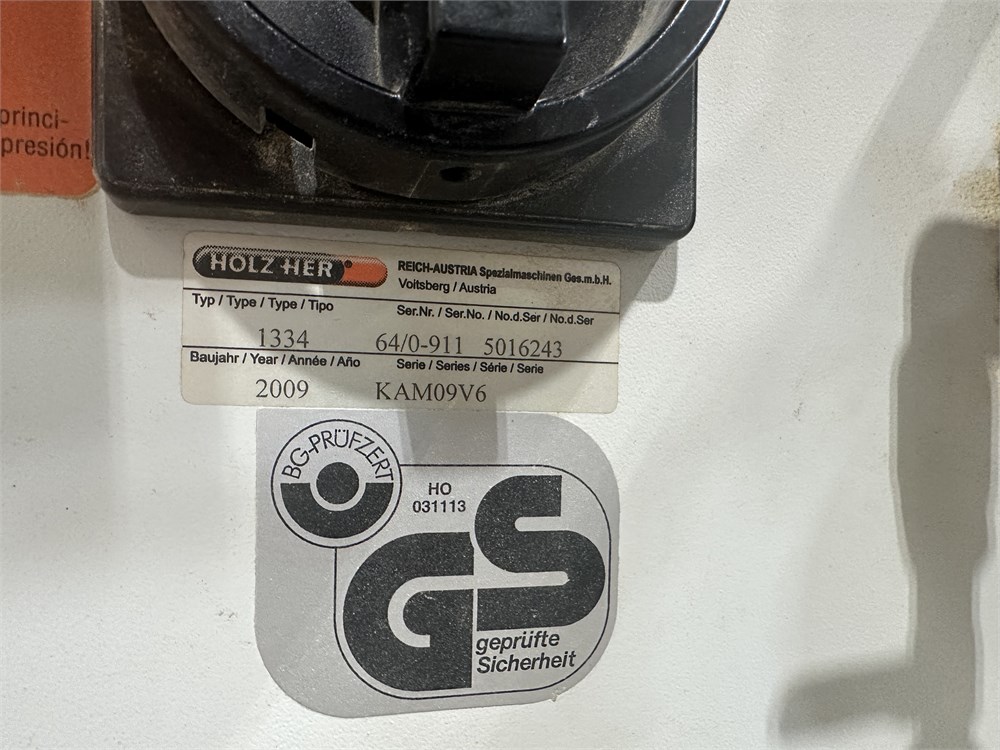 princi-
presión!
HOLZ HER®
REICH-AUSTRIA Spezialmaschinen Ges.m.b.H.
Voitsberg / Austria
Typ / Type / Type / Tipo
Ser.Nr. / Ser.No. / No.d.Ser / No.d.Ser
1334
64/0-911 5016243
Baujahr / Year / Année / Año
Serie / Series / Série / Serie
2009
KAM09V6
BG-PRÜFZERT
HO
031113
GS
geprüfte
Sicherheit